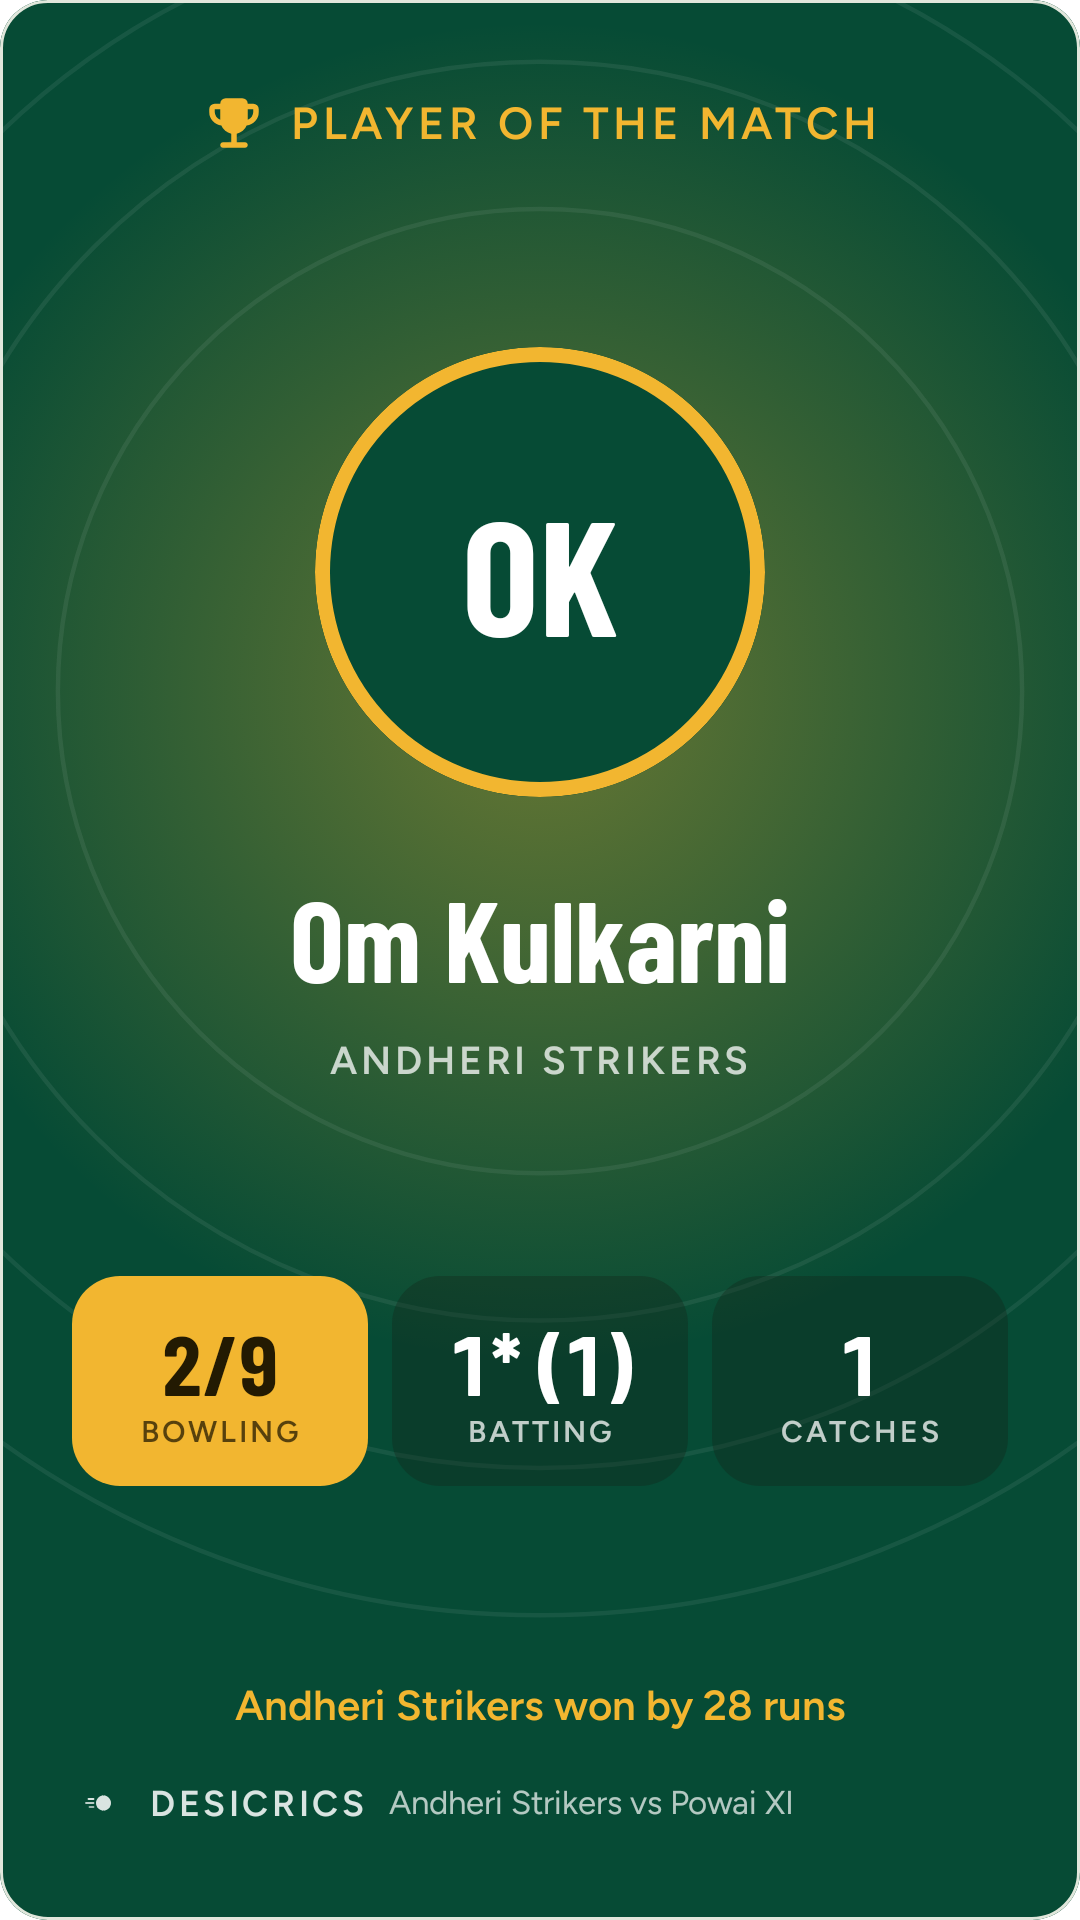 PLAYER OF THE MATCH
OK
Om Kulkarni
ANDHERI STRIKERS
2/9
BOWLING
1* (1)
BATTING
1
CATCHES
Andheri Strikers won by 28 runs
DESICRICS Andheri Strikers vs Powai XI